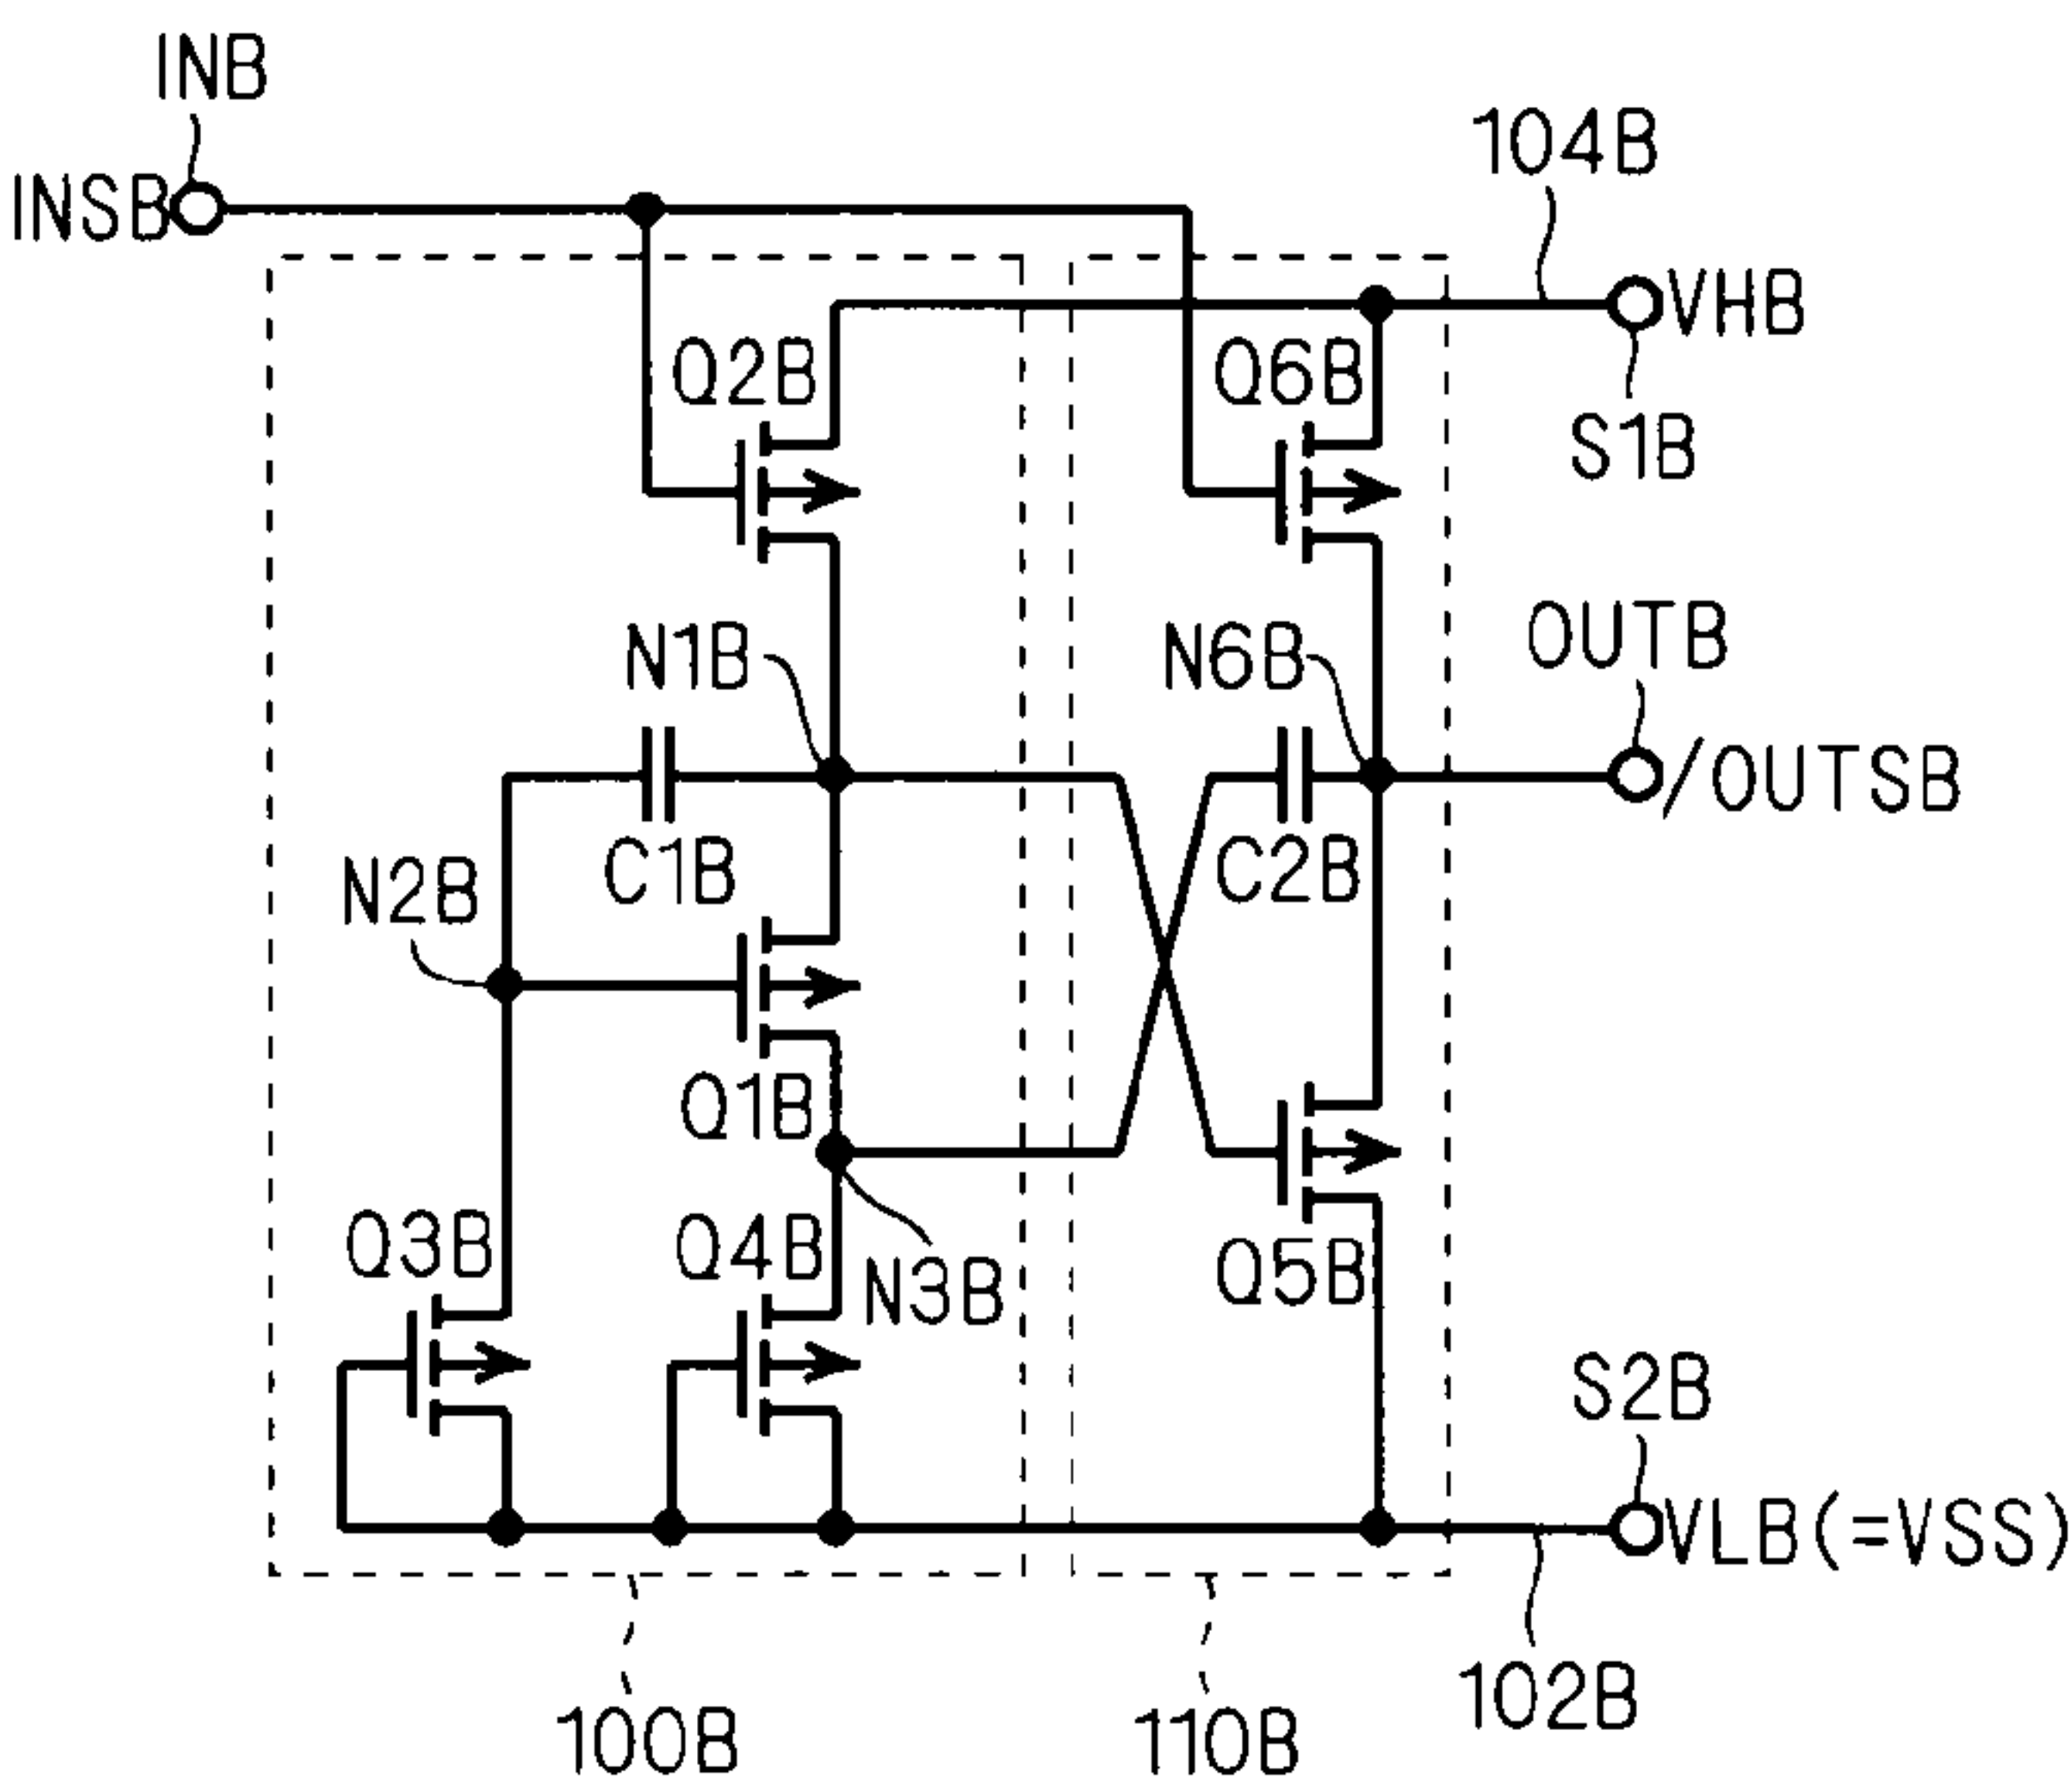 INB
104B
INSB
VHB
Q2B
Q6B
S1B
N1B
N6B
OUTB
/OUTSB
C1B
C2B
N2B
Q1B
Q3B
Q4B
N3B
Q5B
S2B
VLB(=VSS)
102B
100B
110B